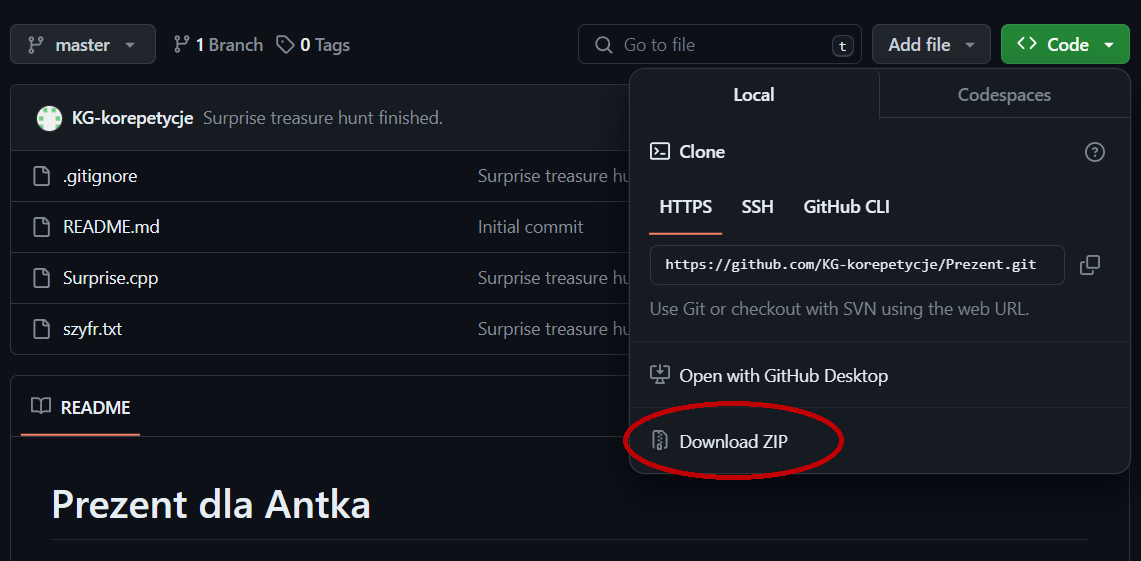 master 1 Branch 0 Tags Go to file t Add file Code
Local Codespaces
KG-korepetycje Surprise treasure hunt finished.
Clone
.gitignore Surprise treasure hu
HTTPS SSH GitHub CLI
README.md Initial commit
https://github.com/KG-korepetycje/Prezent.git
Surprise.cpp Surprise treasure hu
Use Git or checkout with SVN using the web URL.
szyfr.txt Surprise treasure hu
Open with GitHub Desktop
README
Download ZIP
Prezent dla Antka